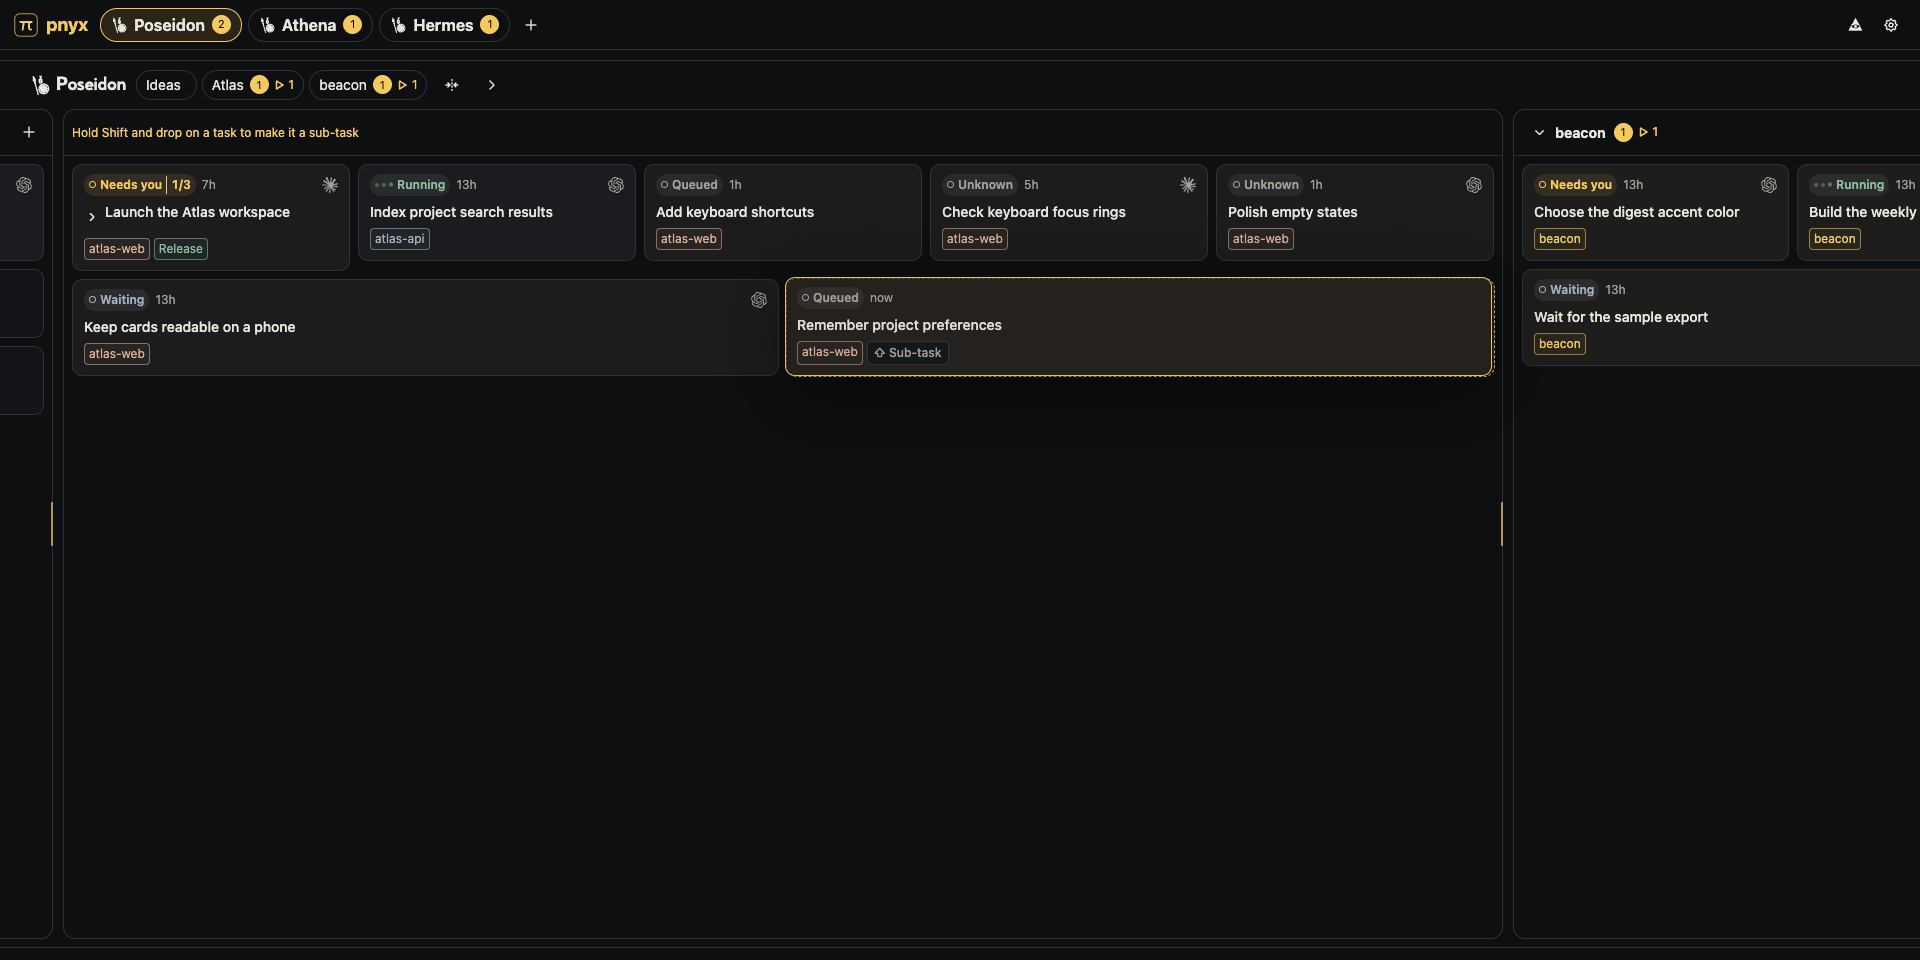 π pnyx Poseidon 2 Athena 1 Hermes 1 +
Poseidon Ideas Atlas 1 1 beacon 1 1
Hold Shift and drop on a task to make it a sub-task
Needs you 1/3 7h
Launch the Atlas workspace
atlas-web Release
Running 13h
Index project search results
atlas-api
Queued 1h
Add keyboard shortcuts
atlas-web
Unknown 5h
Check keyboard focus rings
atlas-web
Unknown 1h
Polish empty states
atlas-web
Waiting 13h
Keep cards readable on a phone
atlas-web
Queued now
Remember project preferences
atlas-web Sub-task
beacon 1 1
Needs you 13h
Choose the digest accent color
beacon
Running 13h
Build the weekly
beacon
Waiting 13h
Wait for the sample export
beacon